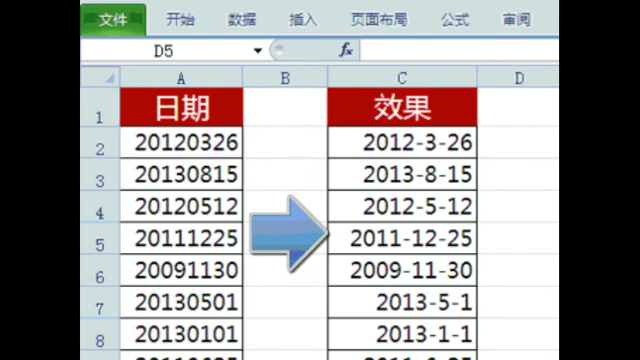 文件 开始 数据 插入 页面布局 公式 审阅
D5 fx
A B C D
1 日期 效果
2 20120326 2012-3-26
3 20130815 2013-8-15
4 20120512 2012-5-12
5 20111225 2011-12-25
6 20091130 2009-11-30
7 20130501 2013-5-1
8 20130101 2013-1-1